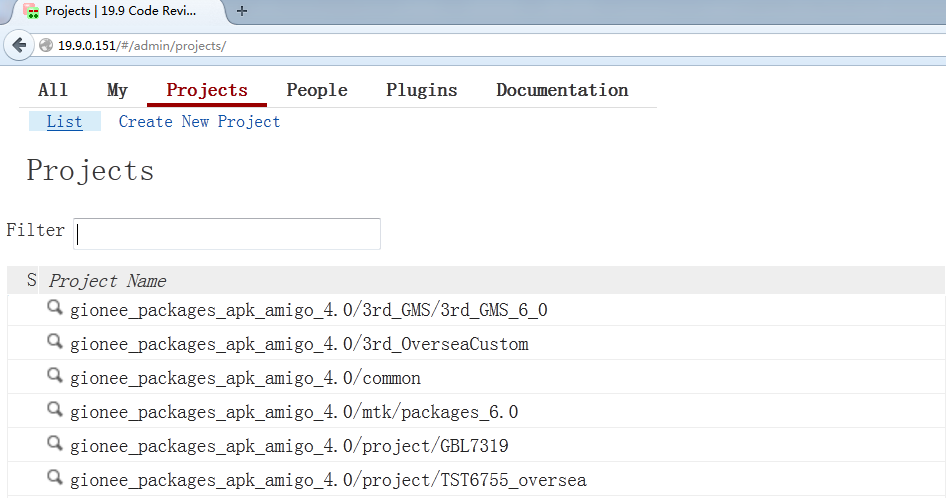 Projects | 19.9 Code Revi...
19.9.0.151/#/admin/projects/
All My Projects People Plugins Documentation
List Create New Project
Projects
Filter
S Project Name
gionee_packages_apk_amigo_4.0/3rd_GMS/3rd_GMS_6_0
gionee_packages_apk_amigo_4.0/3rd_OverseaCustom
gionee_packages_apk_amigo_4.0/common
gionee_packages_apk_amigo_4.0/mtk/packages_6.0
gionee_packages_apk_amigo_4.0/project/GBL7319
gionee_packages_apk_amigo_4.0/project/TST6755_oversea